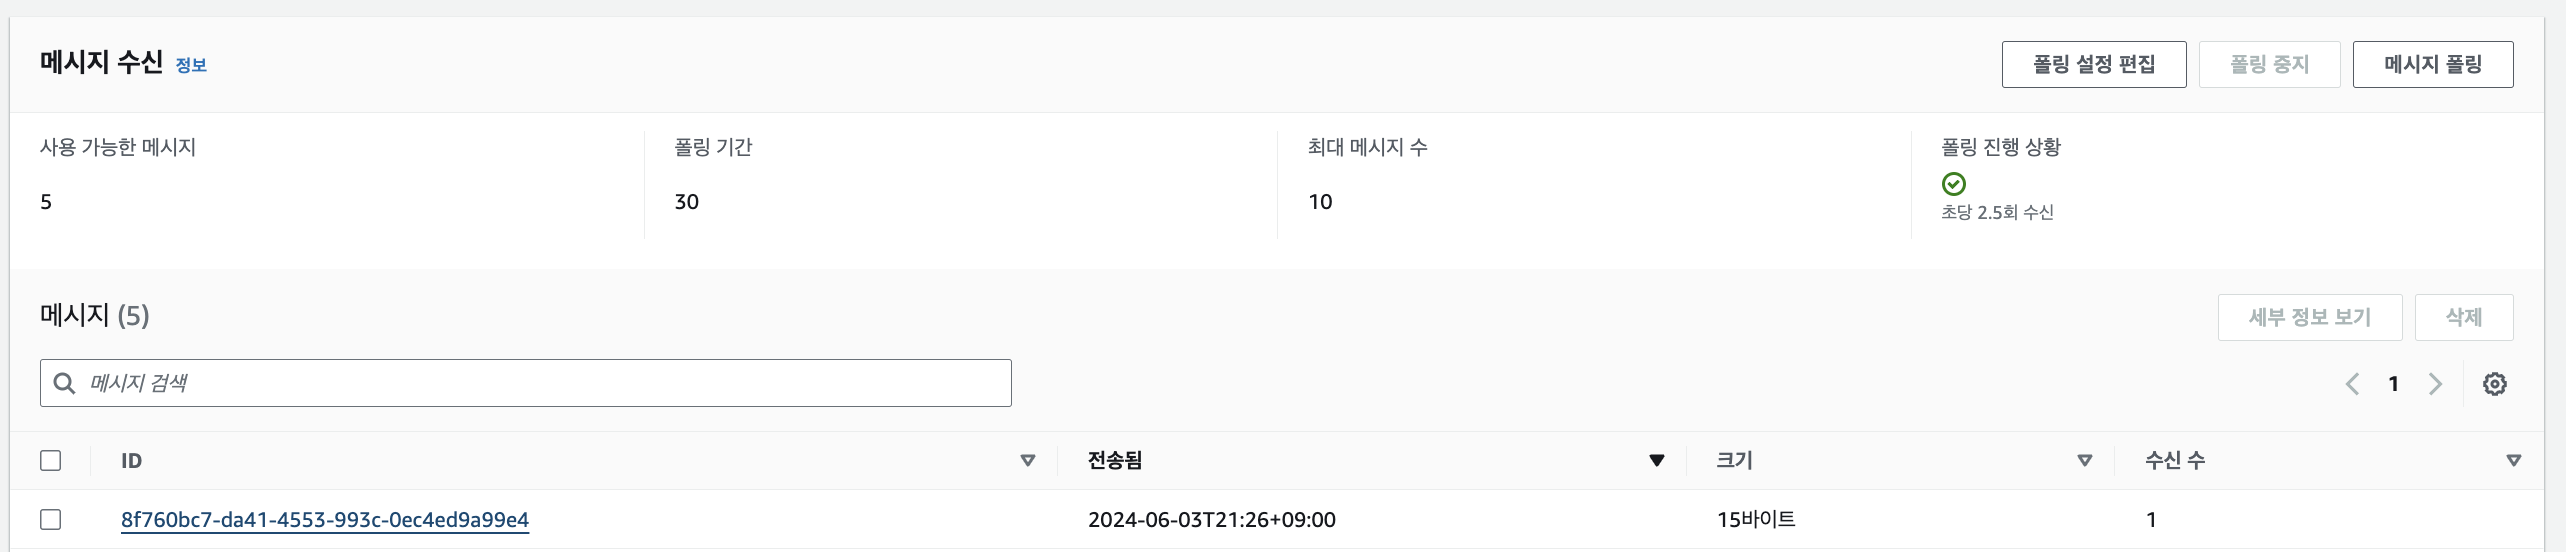 메시지 수신 정보
폴링 설정 편집 폴링 중지 메시지 폴링
사용 가능한 메시지 폴링 기간 최대 메시지 수 폴링 진행 상황
5 30 10
초당 2.5회 수신
메시지 (5)
세부 정보 보기 삭제
메시지 검색
1
ID 전송됨 크기 수신 수
8f760bc7-da41-4553-993c-0ec4ed9a99e4 2024-06-03T21:26+09:00 15바이트 1